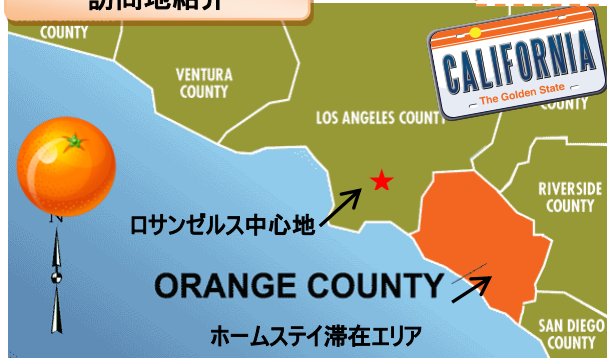 訪問地紹介
COUNTY
VENTURA
COUNTY
LOS ANGELES COUNTY
CALIFORNIA
The Golden State
COUNTY
RIVERSIDE
COUNTY
ロサンゼルス中心地
N
ORANGE COUNTY
ホームステイ滞在エリア
SAN DIEGO
COUNTY